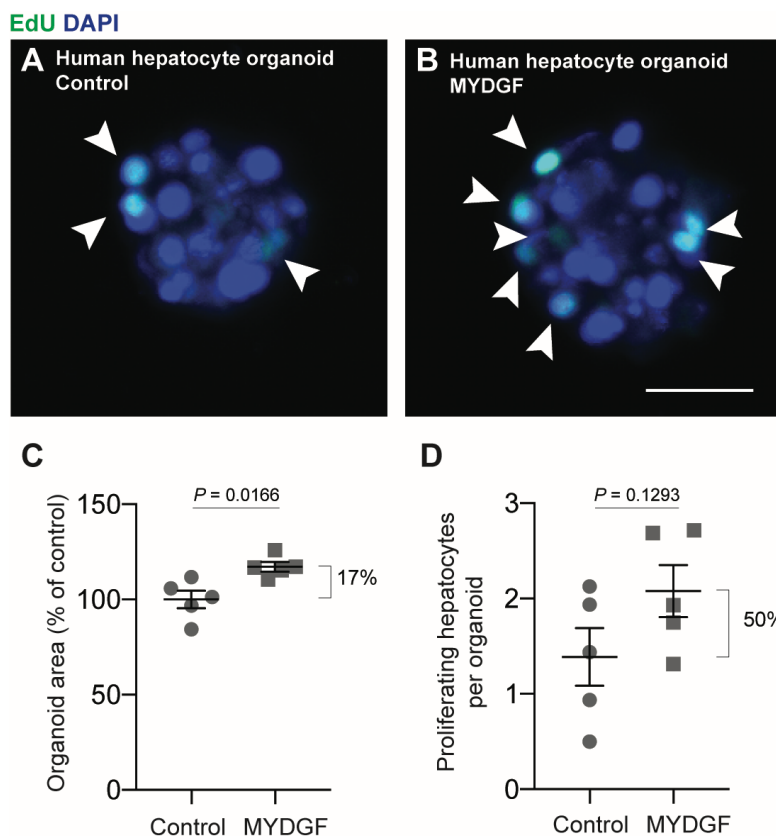 EdU DAPI
A Human hepatocyte organoid
Control
B Human hepatocyte organoid
MYDGF
C
Organoid area (% of control)
150
100
50
0
P = 0.0166
17%
Control MYDGF
D
Proliferating hepatocytes
per organoid
3
2
1
0
P = 0.1293
50%
Control MYDGF